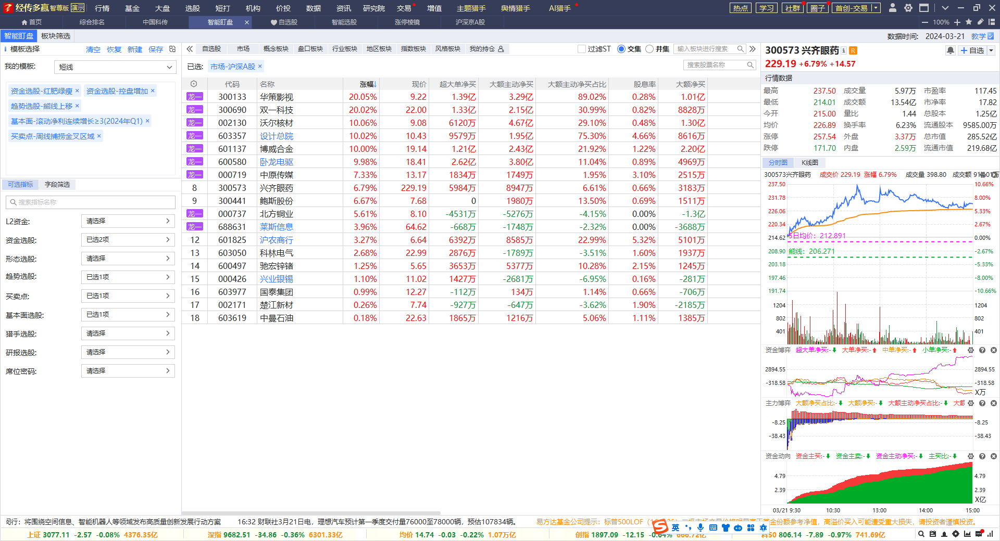 经传多赢 智尊版 演示 行情 基金 大盘 选股 短打 机构 价投 数据 资讯 研究院 交易 增值 主题猎手 舆情猎手 AI猎手 热点 学习 社群 圈子 首创-交易
首页 综合排名 中国科传 智能盯盘 × 自选股 智能选股 涨停棱镜 沪深京A股 100%
智能盯盘 板块筛选 数据时间: 2024-03-21 教学
模板选择 清空 恢复 新建 保存
我的模板: 短线
资金选股-红肥绿瘦 × 资金选股-控盘增加 ×
趋势选股-熊线上移 ×
基本面-滚动净利连续增长≥3(2024年Q1) ×
买卖点-周线捕捞金叉区域 ×
可选指标 字段筛选
搜索指标名称
L2资金: 请选择
资金选股: 已选2项
形态选股: 请选择
趋势选股: 已选1项
买卖点: 已选1项
基本面选股: 已选1项
猎手选股: 请选择
研报选股: 请选择
席位密码: 请选择
自选股 市场 概念板块 盘口板块 行业板块 地区板块 指数板块 风格板块 我的持仓 过滤ST 交集 并集 输入板块进行搜索
已选: 市场-沪深A股 × 搜索股票名称
代码 名称 涨幅↓ 现价 超大单净买 大额主动净买 大额主动净买占比 股息率 大额净买
龙一 300133 华策影视 20.05% 9.22 1.39亿 3.29亿 89.02% 0.28% 1.01亿
龙一 300690 双一科技 20.02% 22.00 1.33亿 2.15亿 30.99% 0.82% 8828万
龙一 002130 沃尔核材 10.06% 9.08 6120万 4.67亿 29.10% 0.48% 1.30亿
龙一 603357 设计总院 10.02% 10.43 9579万 1.95亿 75.30% 4.66% 8616万
龙一 601137 博威合金 10.00% 19.14 1.21亿 2.43亿 21.92% 1.22% 2.20亿
龙一 600580 卧龙电驱 9.98% 18.41 2.62亿 3.80亿 11.04% 0.89% 4969万
龙一 000719 中原传媒 7.33% 13.17 1834万 1749万 1.95% 3.10% 2515万
8 300573 兴齐眼药 6.79% 229.19 5984万 8947万 6.61% 0.66% 3183万
9 300441 鲍斯股份 6.67% 7.68 0 1980万 13.50% 0.69% 1511万
龙一 000737 北方铜业 5.61% 8.10 -4531万 -5276万 -4.15% 0.00% -1.3亿
龙一 688631 莱斯信息 3.96% 64.62 -668万 -1748万 -2.32% 0.00% -3688万
12 601825 沪农商行 3.27% 6.64 6392万 8585万 22.99% 5.32% 5101万
13 603050 科林电气 2.68% 22.99 2876万 -1789万 -3.51% 1.60% 1937万
14 600497 驰宏锌锗 1.25% 5.65 3653万 5377万 10.28% 2.15% 1245万
15 000426 兴业银锡 1.10% 11.02 1427万 -2681万 -6.95% 0.16% -281万
16 603977 国泰集团 0.99% 12.27 -112万 134万 1.14% 0.66% -706万
17 002171 楚江新材 0.26% 7.74 -927万 -647万 -3.62% 1.90% -2185万
18 603619 中曼石油 0.18% 22.63 1865万 1216万 5.06% 1.11% 1385万
300573 兴齐眼药 R 自选
229.19 +6.79% +14.57
行情数据
最高 237.50 成交量 5.97万 市盈率 117.45
最低 214.01 成交额 13.54亿 市净率 17.82
今开 215.00 量比 1.44 总股本 1.25亿
均价 226.89 换手率 6.23% 流通股本 9585.00万
涨停 257.54 外盘 3.37万 总市值 285.52亿
跌停 171.70 内盘 2.59万 流通市值 219.68亿
分时图 K线图
300573兴齐眼药 成交价 229.19 涨幅 6.79% 成交量 398.80 成交额
237.50 10.66%
231.78 8.00%
226.06 5.33%
220.34 2.67%
214.62 5日均价: 212.891 0.00%
208.90 熊线: 206.271 -2.67%
203.18 -5.33%
197.46 -8.00%
191.74 -10.66%
1204 1204
802 802
401 401
资金博弈 超大单净买:- 大单净买:- 中单净买:- 小单净买:-
2894.55 2894.55
-318.58 -318.58
X万
主力博弈 大额净买占比:- 大额净买:- 大额主动净买占比:- 大额
-8.25 -8.25
-38.43 -38.43
资金动向 资金主买:- 资金主卖:- 资金主动净买:- 主买比:-
4.79 4.79
2.39 2.39
X亿
03/21 9:30 10:30 13:00 14:00 15:00
闵行：将围绕空间信息、智能机器人等领域发布高质量创新发展行动方案 16:32 财联社3月21日电，理想汽车预计第一季度交付量76000至78000辆，预估107834辆。 易方达基金公司提示：标普500LOF 基金份额参考净值，高溢价买入可能遭受重大损失，请投资者谨慎投资。
上证 3077.11 -2.57 -0.08% 4376.35亿 深指 9682.51 -34.86 -0.36% 6301.33亿 均价 14.74 -0.03 -0.22% 1.07万亿 创指 1897.09 -12.15 -0.64% 666.72亿 科50 806.14 -7.89 -0.97% 741.69亿
英